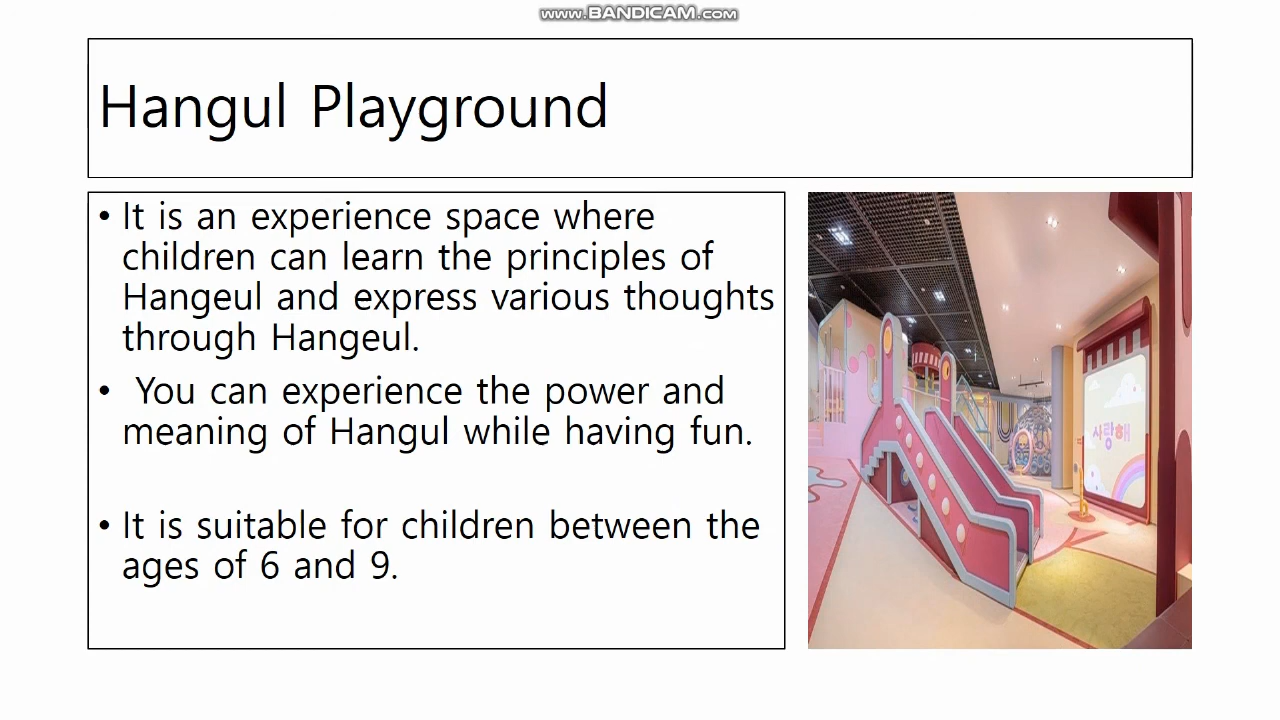 www.BANDICAM.com
Hangul Playground
• It is an experience space where
children can learn the principles of
Hangeul and express various thoughts
through Hangeul.
• You can experience the power and
meaning of Hangul while having fun.
• It is suitable for children between the
ages of 6 and 9.
사랑해